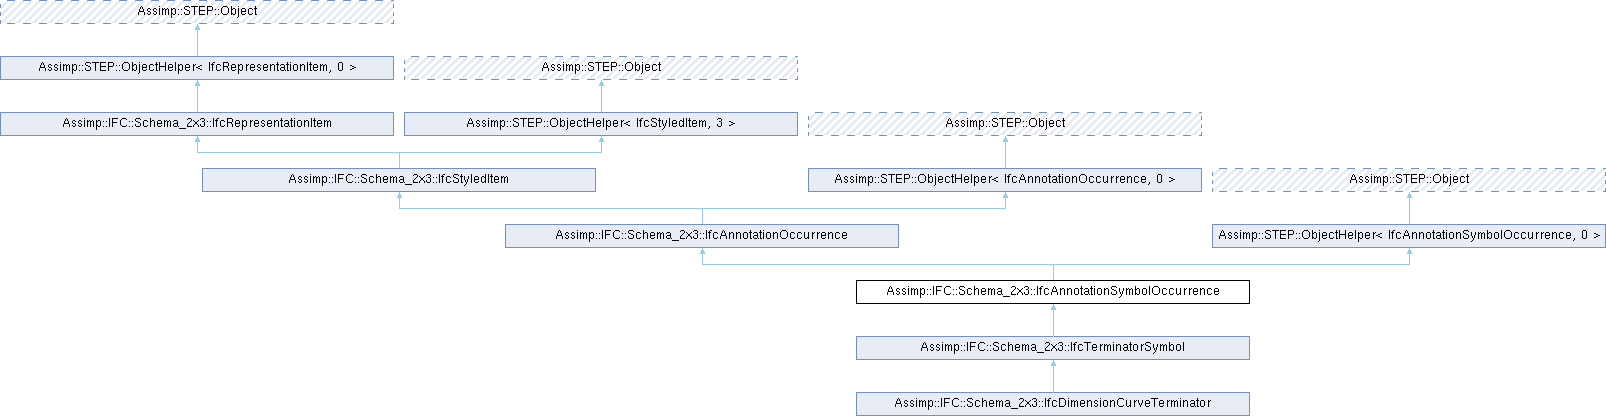 Assimp::STEP::Object
Assimp::STEP::ObjectHelper< IfcRepresentationItem, 0 >
Assimp::STEP::Object
Assimp::IFC::Schema_2x3::IfcRepresentationItem
Assimp::STEP::ObjectHelper< IfcStyledItem, 3 >
Assimp::STEP::Object
Assimp::IFC::Schema_2x3::IfcStyledItem
Assimp::STEP::ObjectHelper< IfcAnnotationOccurrence, 0 >
Assimp::STEP::Object
Assimp::IFC::Schema_2x3::IfcAnnotationOccurrence
Assimp::STEP::ObjectHelper< IfcAnnotationSymbolOccurrence, 0 >
Assimp::IFC::Schema_2x3::IfcAnnotationSymbolOccurrence
Assimp::IFC::Schema_2x3::IfcTerminatorSymbol
Assimp::IFC::Schema_2x3::IfcDimensionCurveTerminator